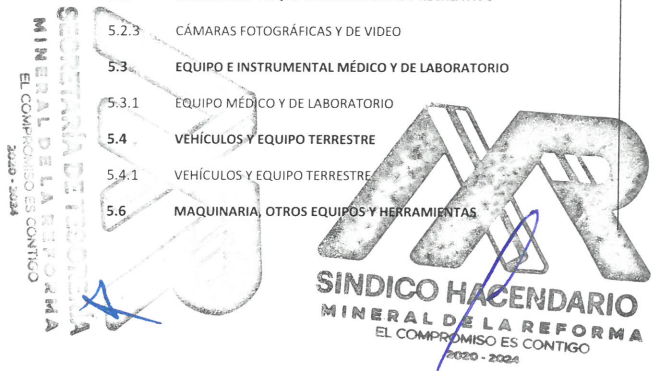 5.2.3 CÁMARAS FOTOGRÁFICAS Y DE VIDEO
5.3 EQUIPO E INSTRUMENTAL MÉDICO Y DE LABORATORIO
5.3.1 EQUIPO MÉDICO Y DE LABORATORIO
5.4 VEHÍCULOS Y EQUIPO TERRESTRE
5.4.1 VEHÍCULOS Y EQUIPO TERRESTRE
5.6 MAQUINARIA, OTROS EQUIPOS Y HERRAMIENTAS
SECRETARÍA DE TESORERÍA
MINERAL DE LA REFORMA
EL COMPROMISO ES CONTIGO
2020 - 2024
SINDICO HACENDARIO
MINERAL DE LA REFORMA
EL COMPROMISO ES CONTIGO
2020 - 2024